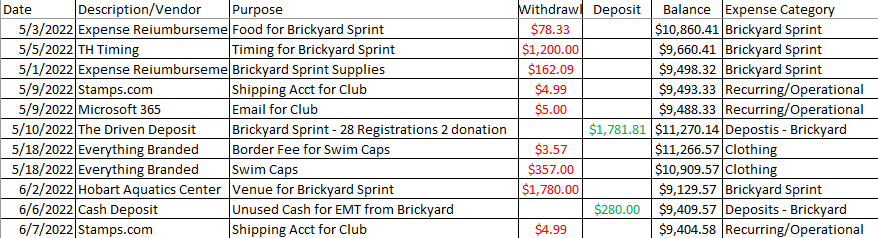 Date Description/Vendor Purpose Withdrawl Deposit Balance Expense Category
5/3/2022 Expense Reiumburseme Food for Brickyard Sprint $78.33 $10,860.41 Brickyard Sprint
5/5/2022 TH Timing Timing for Brickyard Sprint $1,200.00 $9,660.41 Brickyard Sprint
5/1/2022 Expense Reiumburseme Brickyard Sprint Supplies $162.09 $9,498.32 Brickyard Sprint
5/9/2022 Stamps.com Shipping Acct for Club $4.99 $9,493.33 Recurring/Operational
5/9/2022 Microsoft 365 Email for Club $5.00 $9,488.33 Recurring/Operational
5/10/2022 The Driven Deposit Brickyard Sprint - 28 Registrations 2 donation $1,781.81 $11,270.14 Depostis - Brickyard
5/18/2022 Everything Branded Border Fee for Swim Caps $3.57 $11,266.57 Clothing
5/18/2022 Everything Branded Swim Caps $357.00 $10,909.57 Clothing
6/2/2022 Hobart Aquatics Center Venue for Brickyard Sprint $1,780.00 $9,129.57 Brickyard Sprint
6/6/2022 Cash Deposit Unused Cash for EMT from Brickyard $280.00 $9,409.57 Deposits - Brickyard
6/7/2022 Stamps.com Shipping Acct for Club $4.99 $9,404.58 Recurring/Operational